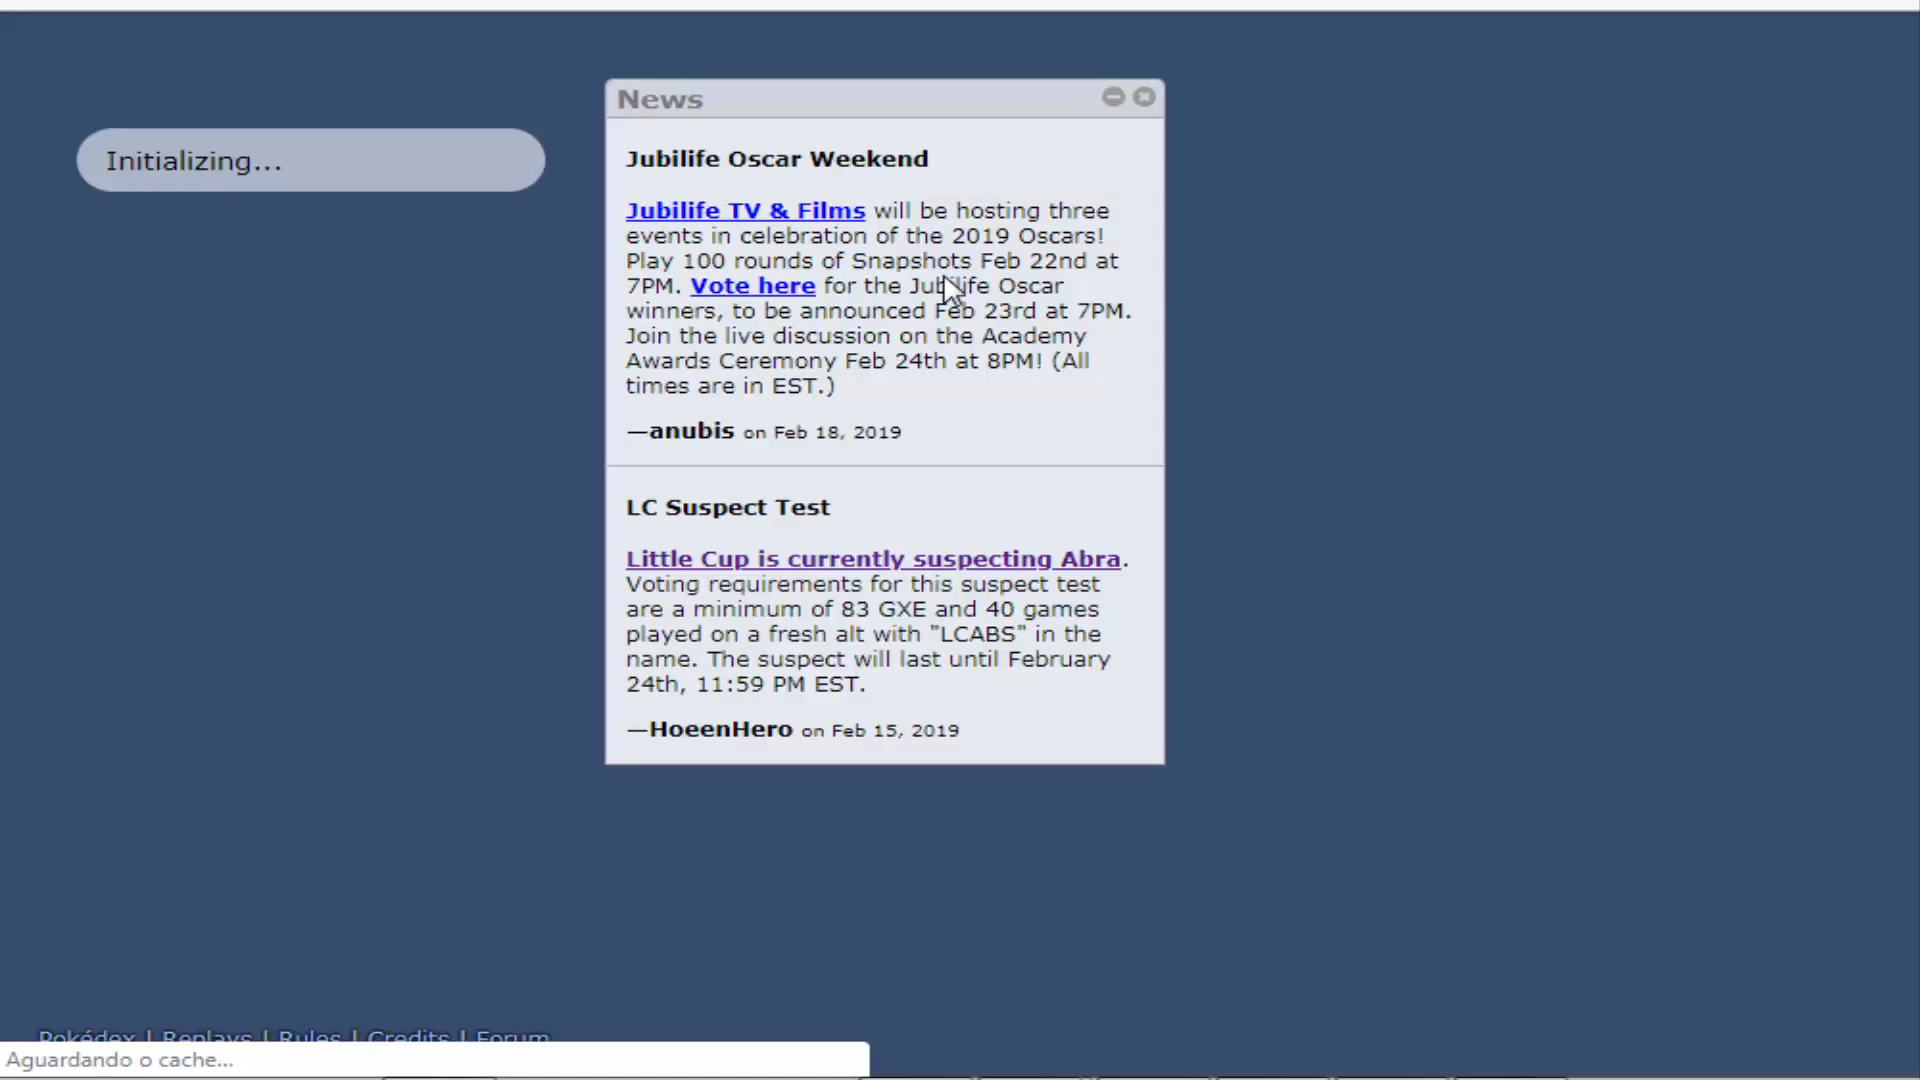 News
Initializing...
Jubilife Oscar Weekend
Jubilife TV & Films will be hosting three
events in celebration of the 2019 Oscars!
Play 100 rounds of Snapshots Feb 22nd at
7PM. Vote here for the Jubilife Oscar
winners, to be announced Feb 23rd at 7PM.
Join the live discussion on the Academy
Awards Ceremony Feb 24th at 8PM! (All
times are in EST.)
—anubis on Feb 18, 2019
LC Suspect Test
Little Cup is currently suspecting Abra.
Voting requirements for this suspect test
are a minimum of 83 GXE and 40 games
played on a fresh alt with "LCABS" in the
name. The suspect will last until February
24th, 11:59 PM EST.
—HoeenHero on Feb 15, 2019
Pokédex | Replays | Rules | Credits | Forum
Aguardando o cache...